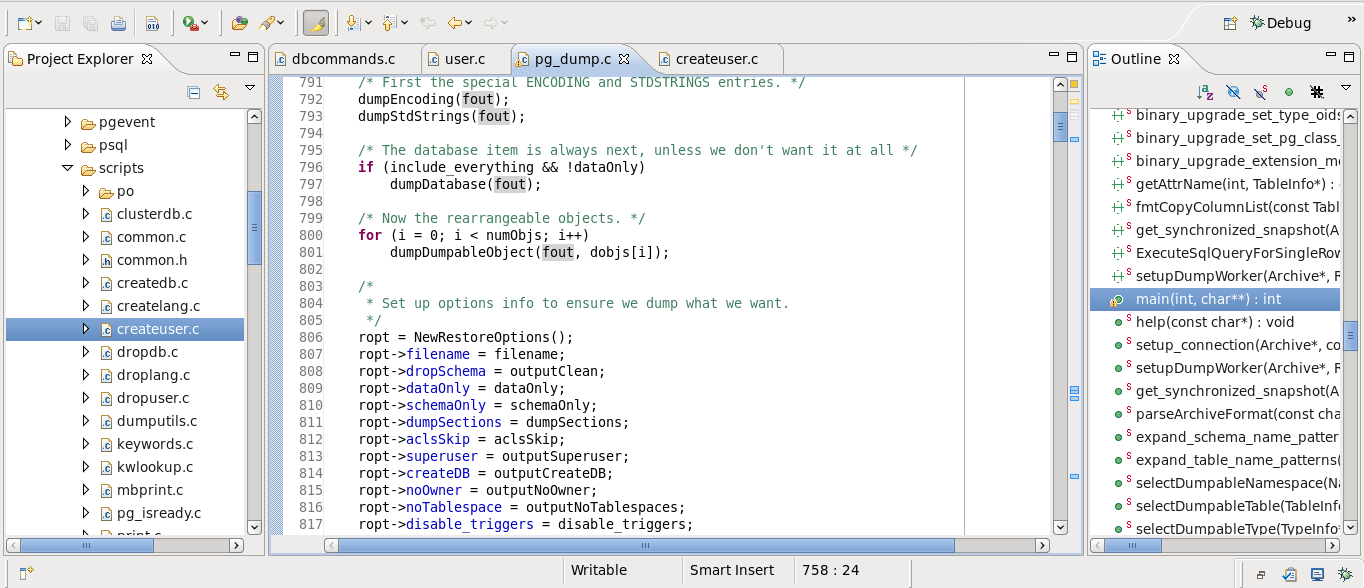 Debug
»
Project Explorer
pgevent
psql
scripts
po
clusterdb.c
common.c
common.h
createdb.c
createlang.c
createuser.c
dropdb.c
droplang.c
dropuser.c
dumputils.c
keywords.c
kwlookup.c
mbprint.c
pg_isready.c
print.c
dbcommands.c
user.c
pg_dump.c
createuser.c
791 /* First the special ENCODING and STDSTRINGS entries. */
792 dumpEncoding(fout);
793 dumpStdStrings(fout);
794
795 /* The database item is always next, unless we don't want it at all */
796 if (include_everything && !dataOnly)
797 dumpDatabase(fout);
798
799 /* Now the rearrangeable objects. */
800 for (i = 0; i < numObjs; i++)
801 dumpDumpableObject(fout, dobjs[i]);
802
803 /*
804 * Set up options info to ensure we dump what we want.
805 */
806 ropt = NewRestoreOptions();
807 ropt->filename = filename;
808 ropt->dropSchema = outputClean;
809 ropt->dataOnly = dataOnly;
810 ropt->schemaOnly = schemaOnly;
811 ropt->dumpSections = dumpSections;
812 ropt->aclsSkip = aclsSkip;
813 ropt->superuser = outputSuperuser;
814 ropt->createDB = outputCreateDB;
815 ropt->noOwner = outputNoOwner;
816 ropt->noTablespace = outputNoTablespaces;
817 ropt->disable_triggers = disable_triggers;
Outline
binary_upgrade_set_type_oids
binary_upgrade_set_pg_class_
binary_upgrade_extension_me
getAttrName(int, TableInfo*) :
fmtCopyColumnList(const Tabl
get_synchronized_snapshot(A
ExecuteSqlQueryForSingleRow
setupDumpWorker(Archive*, R
main(int, char**) : int
help(const char*) : void
setup_connection(Archive*, co
setupDumpWorker(Archive*, R
get_synchronized_snapshot(A
parseArchiveFormat(const cha
expand_schema_name_patter
expand_table_name_patterns(
selectDumpableNamespace(Na
selectDumpableTable(TableInfo
selectDumpableType(TypeInfo*
Writable
Smart Insert
758 : 24